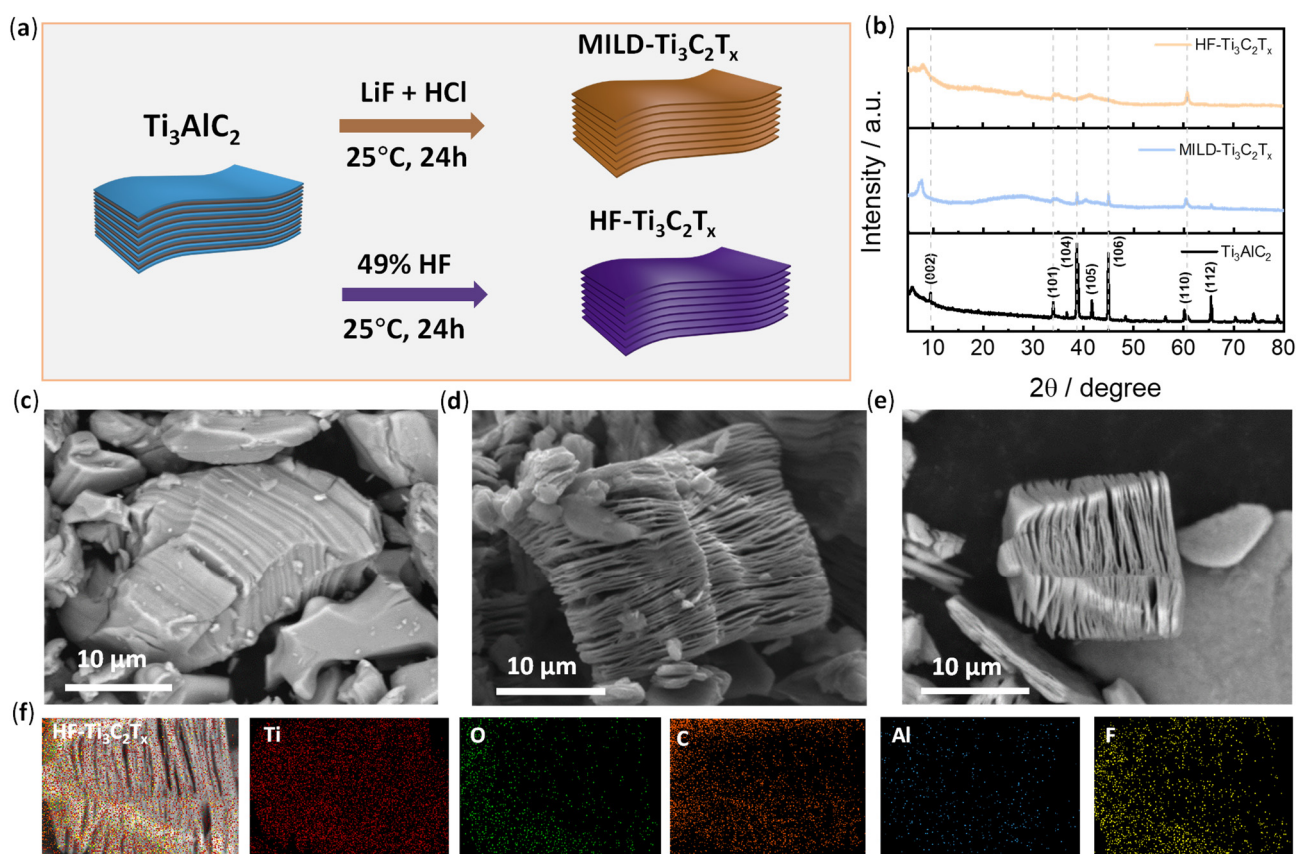 (a)
Ti₃AlC₂
LiF + HCl
25°C, 24h
MILD-Ti₃C₂Tₓ
49% HF
25°C, 24h
HF-Ti₃C₂Tₓ
(b)
Intensity / a.u.
HF-Ti₃C₂Tₓ
MILD-Ti₃C₂Tₓ
Ti₃AlC₂
(002)
(101)
(104)
(105)
(106)
(110)
(112)
10 20 30 40 50 60 70 80
2θ / degree
(c)
10 μm
(d)
10 μm
(e)
10 μm
(f)
HF-Ti₃C₂Tₓ
Ti
O
C
Al
F